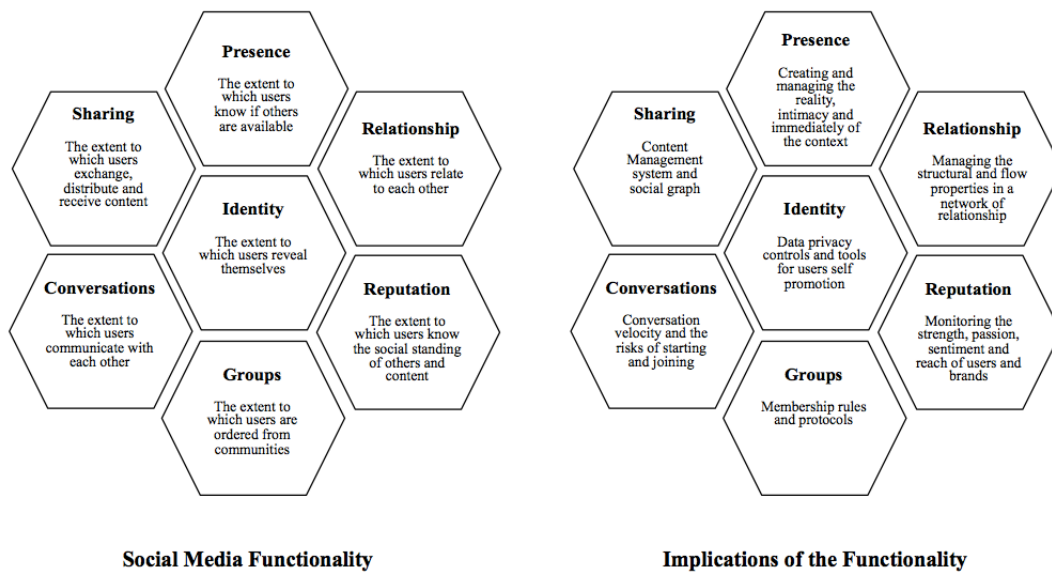 Presence
The extent to
which users
know if others
are available
Sharing
The extent to
which users
exchange,
distribute and
receive content
Relationship
The extent to
which users relate
to each other
Identity
The extent to
which users reveal
themselves
Conversations
The extent to
which users
communicate with
each other
Reputation
The extent to
which users know
the social standing
of others and
content
Groups
The extent to
which users are
ordered from
communities
Social Media Functionality
Presence
Creating and
managing the
reality,
intimacy and
immediately of
the context
Sharing
Content
Management
system and
social graph
Relationship
Managing the
structural and flow
properties in a
network of
relationship
Identity
Data privacy
controls and tools
for users self
promotion
Conversations
Conversation
velocity and the
risks of starting
and joining
Reputation
Monitoring the
strength, passion,
sentiment and
reach of users and
brands
Groups
Membership rules
and protocols
Implications of the Functionality